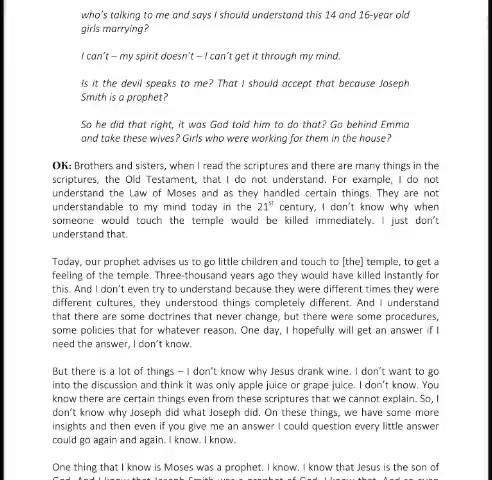 who's talking to me and says I should understand this 14 and 16-year old
girls marrying?
I can't – my spirit doesn't – I can't get it through my mind.
Is it the devil speaks to me? That I should accept that because Joseph
Smith is a prophet?
So he did that right, it was God told him to do that? Go behind Emma
and take these wives? Girls who were working for them in the house?
OK: Brothers and sisters, when I read the scriptures and there are many things in the
scriptures, the Old Testament, that I do not understand. For example, I do not
understand the Law of Moses and as they handled certain things. They are not
understandable to my mind today in the 21st century, I don't know why when
someone would touch the temple would be killed immediately. I just don't
understand that.
Today, our prophet advises us to go little children and touch to [the] temple, to get a
feeling of the temple. Three-thousand years ago they would have killed instantly for
this. And I don't even try to understand because they were different times they were
different cultures, they understood things completely different. And I understand
that there are some doctrines that never change, but there were some procedures,
some policies that for whatever reason. One day, I hopefully will get an answer if I
need the answer, I don't know.
But there is a lot of things – I don't know why Jesus drank wine. I don't want to go
into the discussion and think it was only apple juice or grape juice. I don't know. You
know there are certain things even from these scriptures that we cannot explain. So, I
don't know why Joseph did what Joseph did. On these things, we have some more
insights and then even if you give me an answer I could question every little answer
could go again and again. I know. I know.
One thing that I know is Moses was a prophet. I know. I know that Jesus is the son of
God. And I know that Joseph Smith was a prophet of God. I know that. And so even